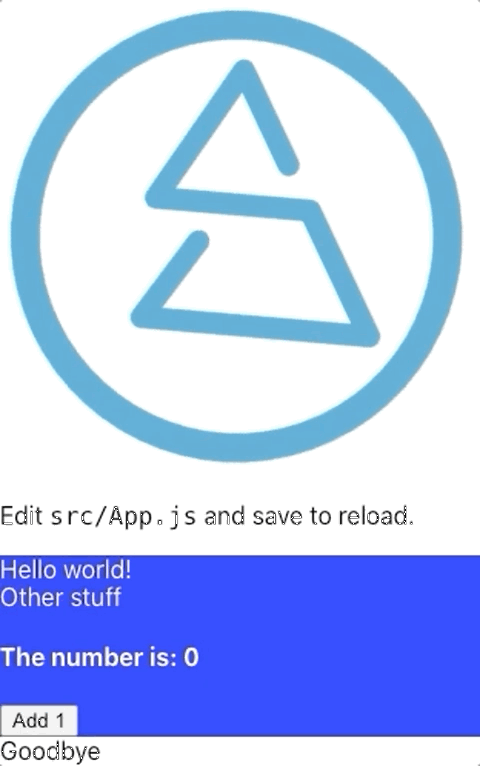 Edit src/App.js and save to reload.
Hello world!
Other stuff
The number is: 0
Add 1
Goodbye